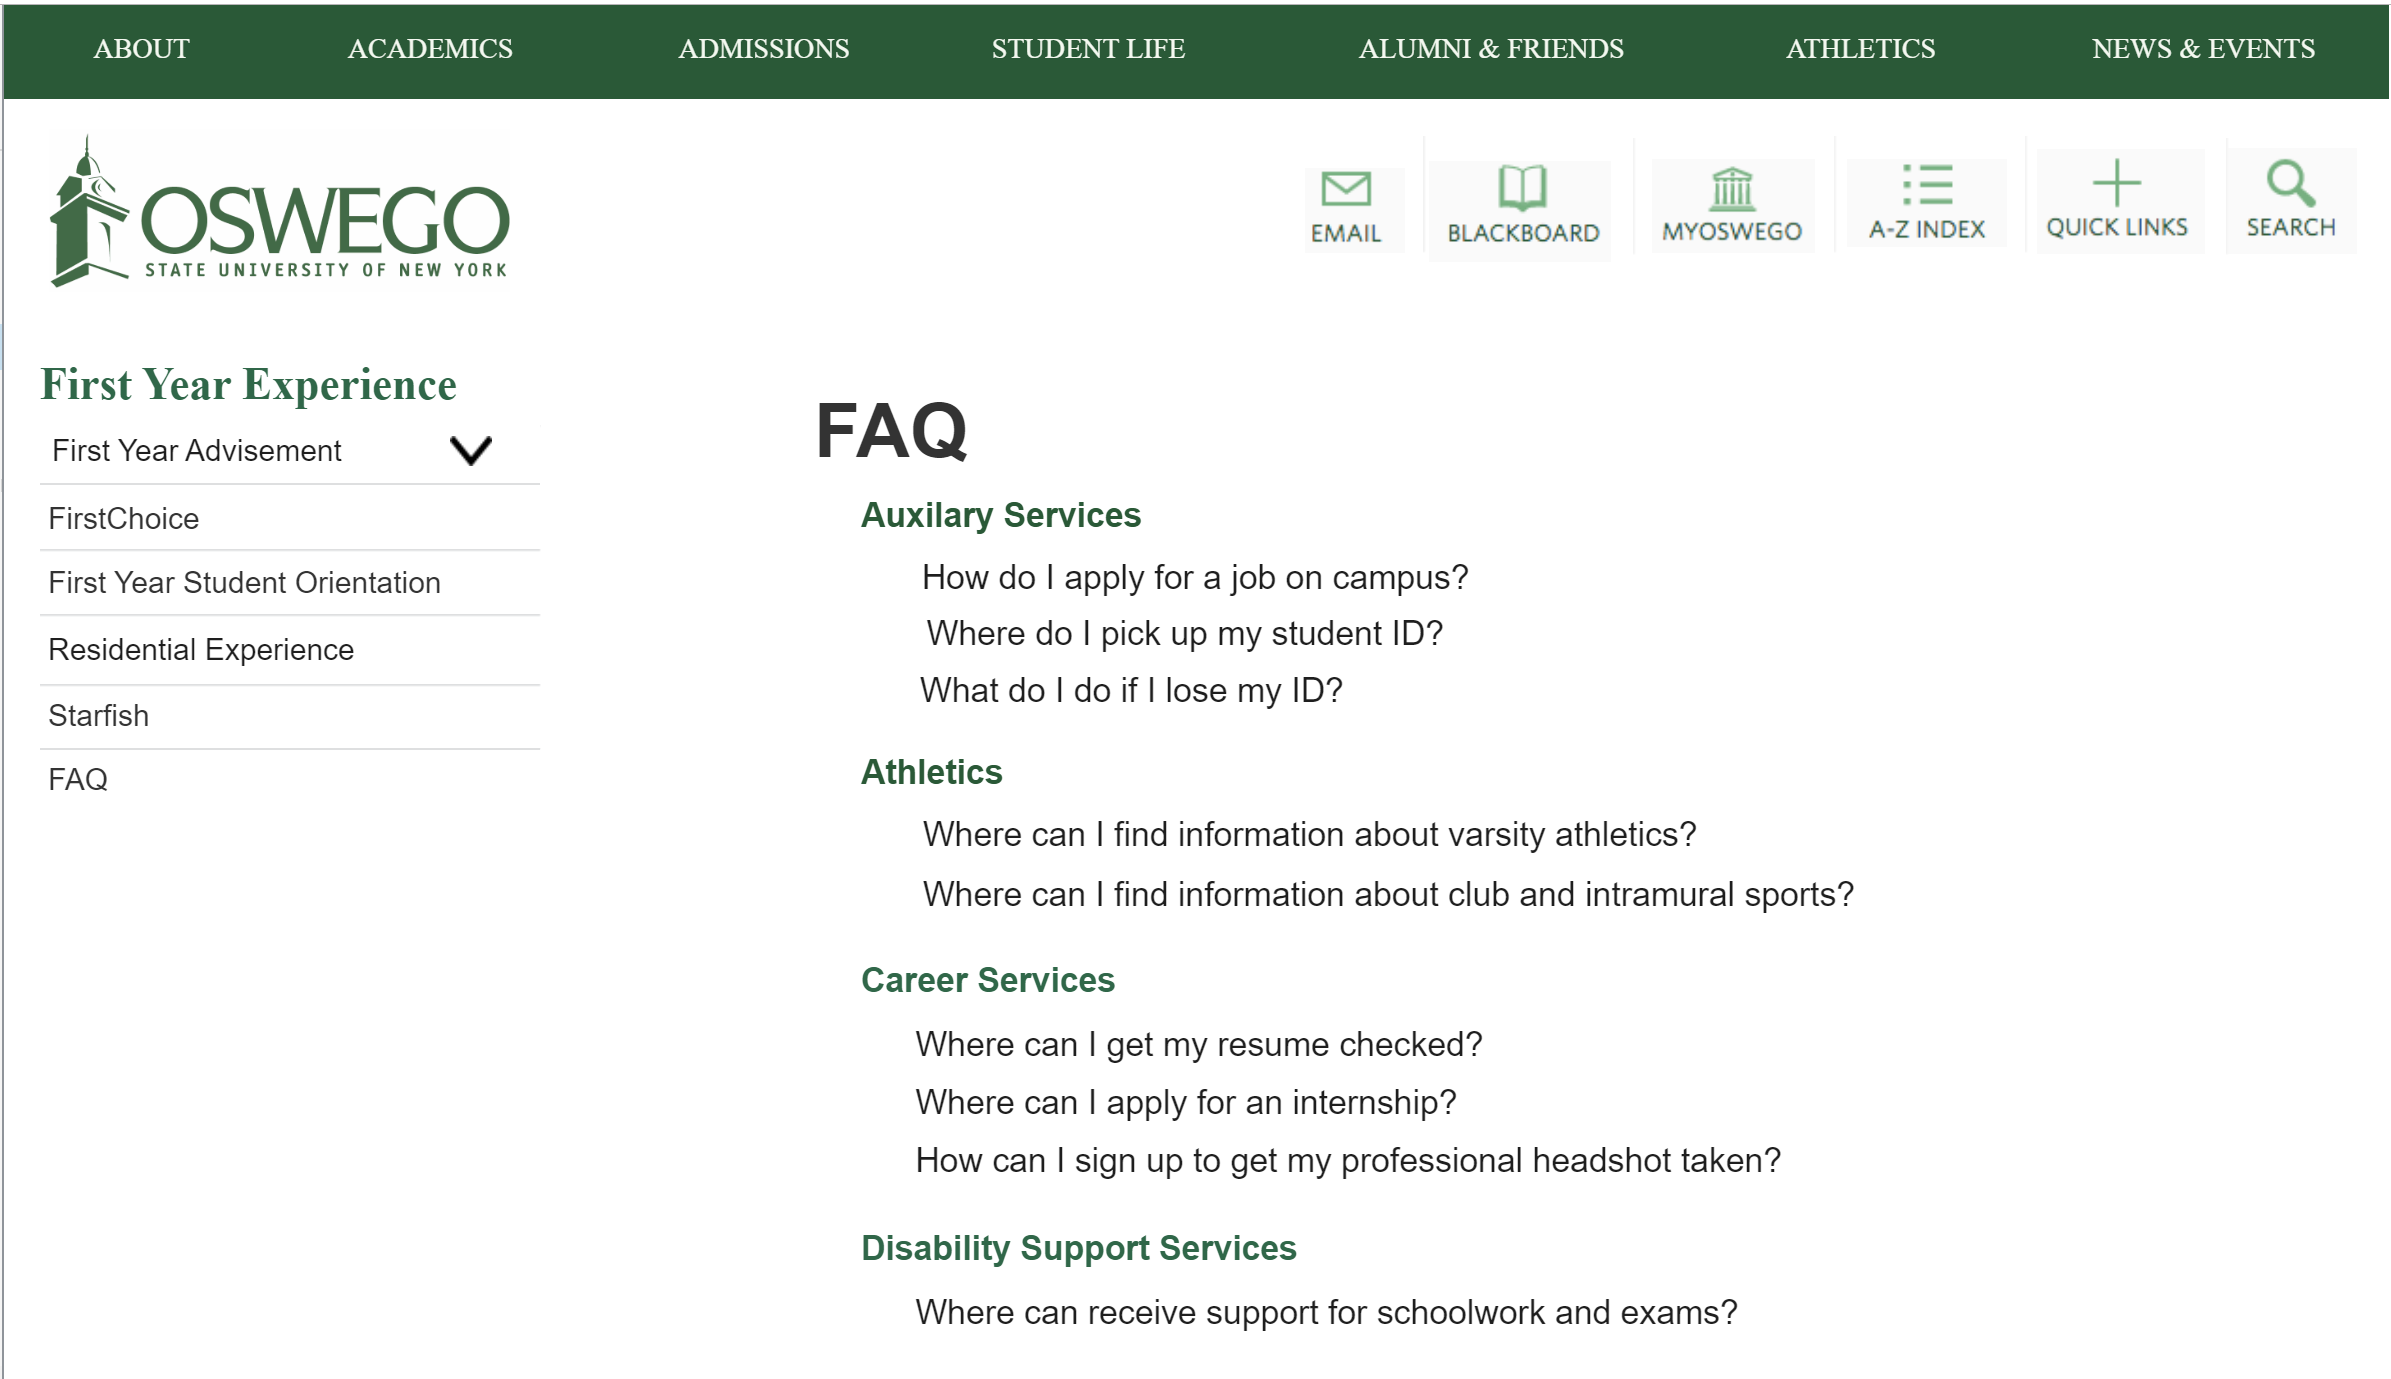 ABOUT ACADEMICS ADMISSIONS STUDENT LIFE ALUMNI & FRIENDS ATHLETICS NEWS & EVENTS
OSWEGO
STATE UNIVERSITY OF NEW YORK
EMAIL BLACKBOARD MYOSWEGO A-Z INDEX QUICK LINKS SEARCH
First Year Experience
First Year Advisement
FirstChoice
First Year Student Orientation
Residential Experience
Starfish
FAQ
FAQ
Auxilary Services
How do I apply for a job on campus?
Where do I pick up my student ID?
What do I do if I lose my ID?
Athletics
Where can I find information about varsity athletics?
Where can I find information about club and intramural sports?
Career Services
Where can I get my resume checked?
Where can I apply for an internship?
How can I sign up to get my professional headshot taken?
Disability Support Services
Where can receive support for schoolwork and exams?